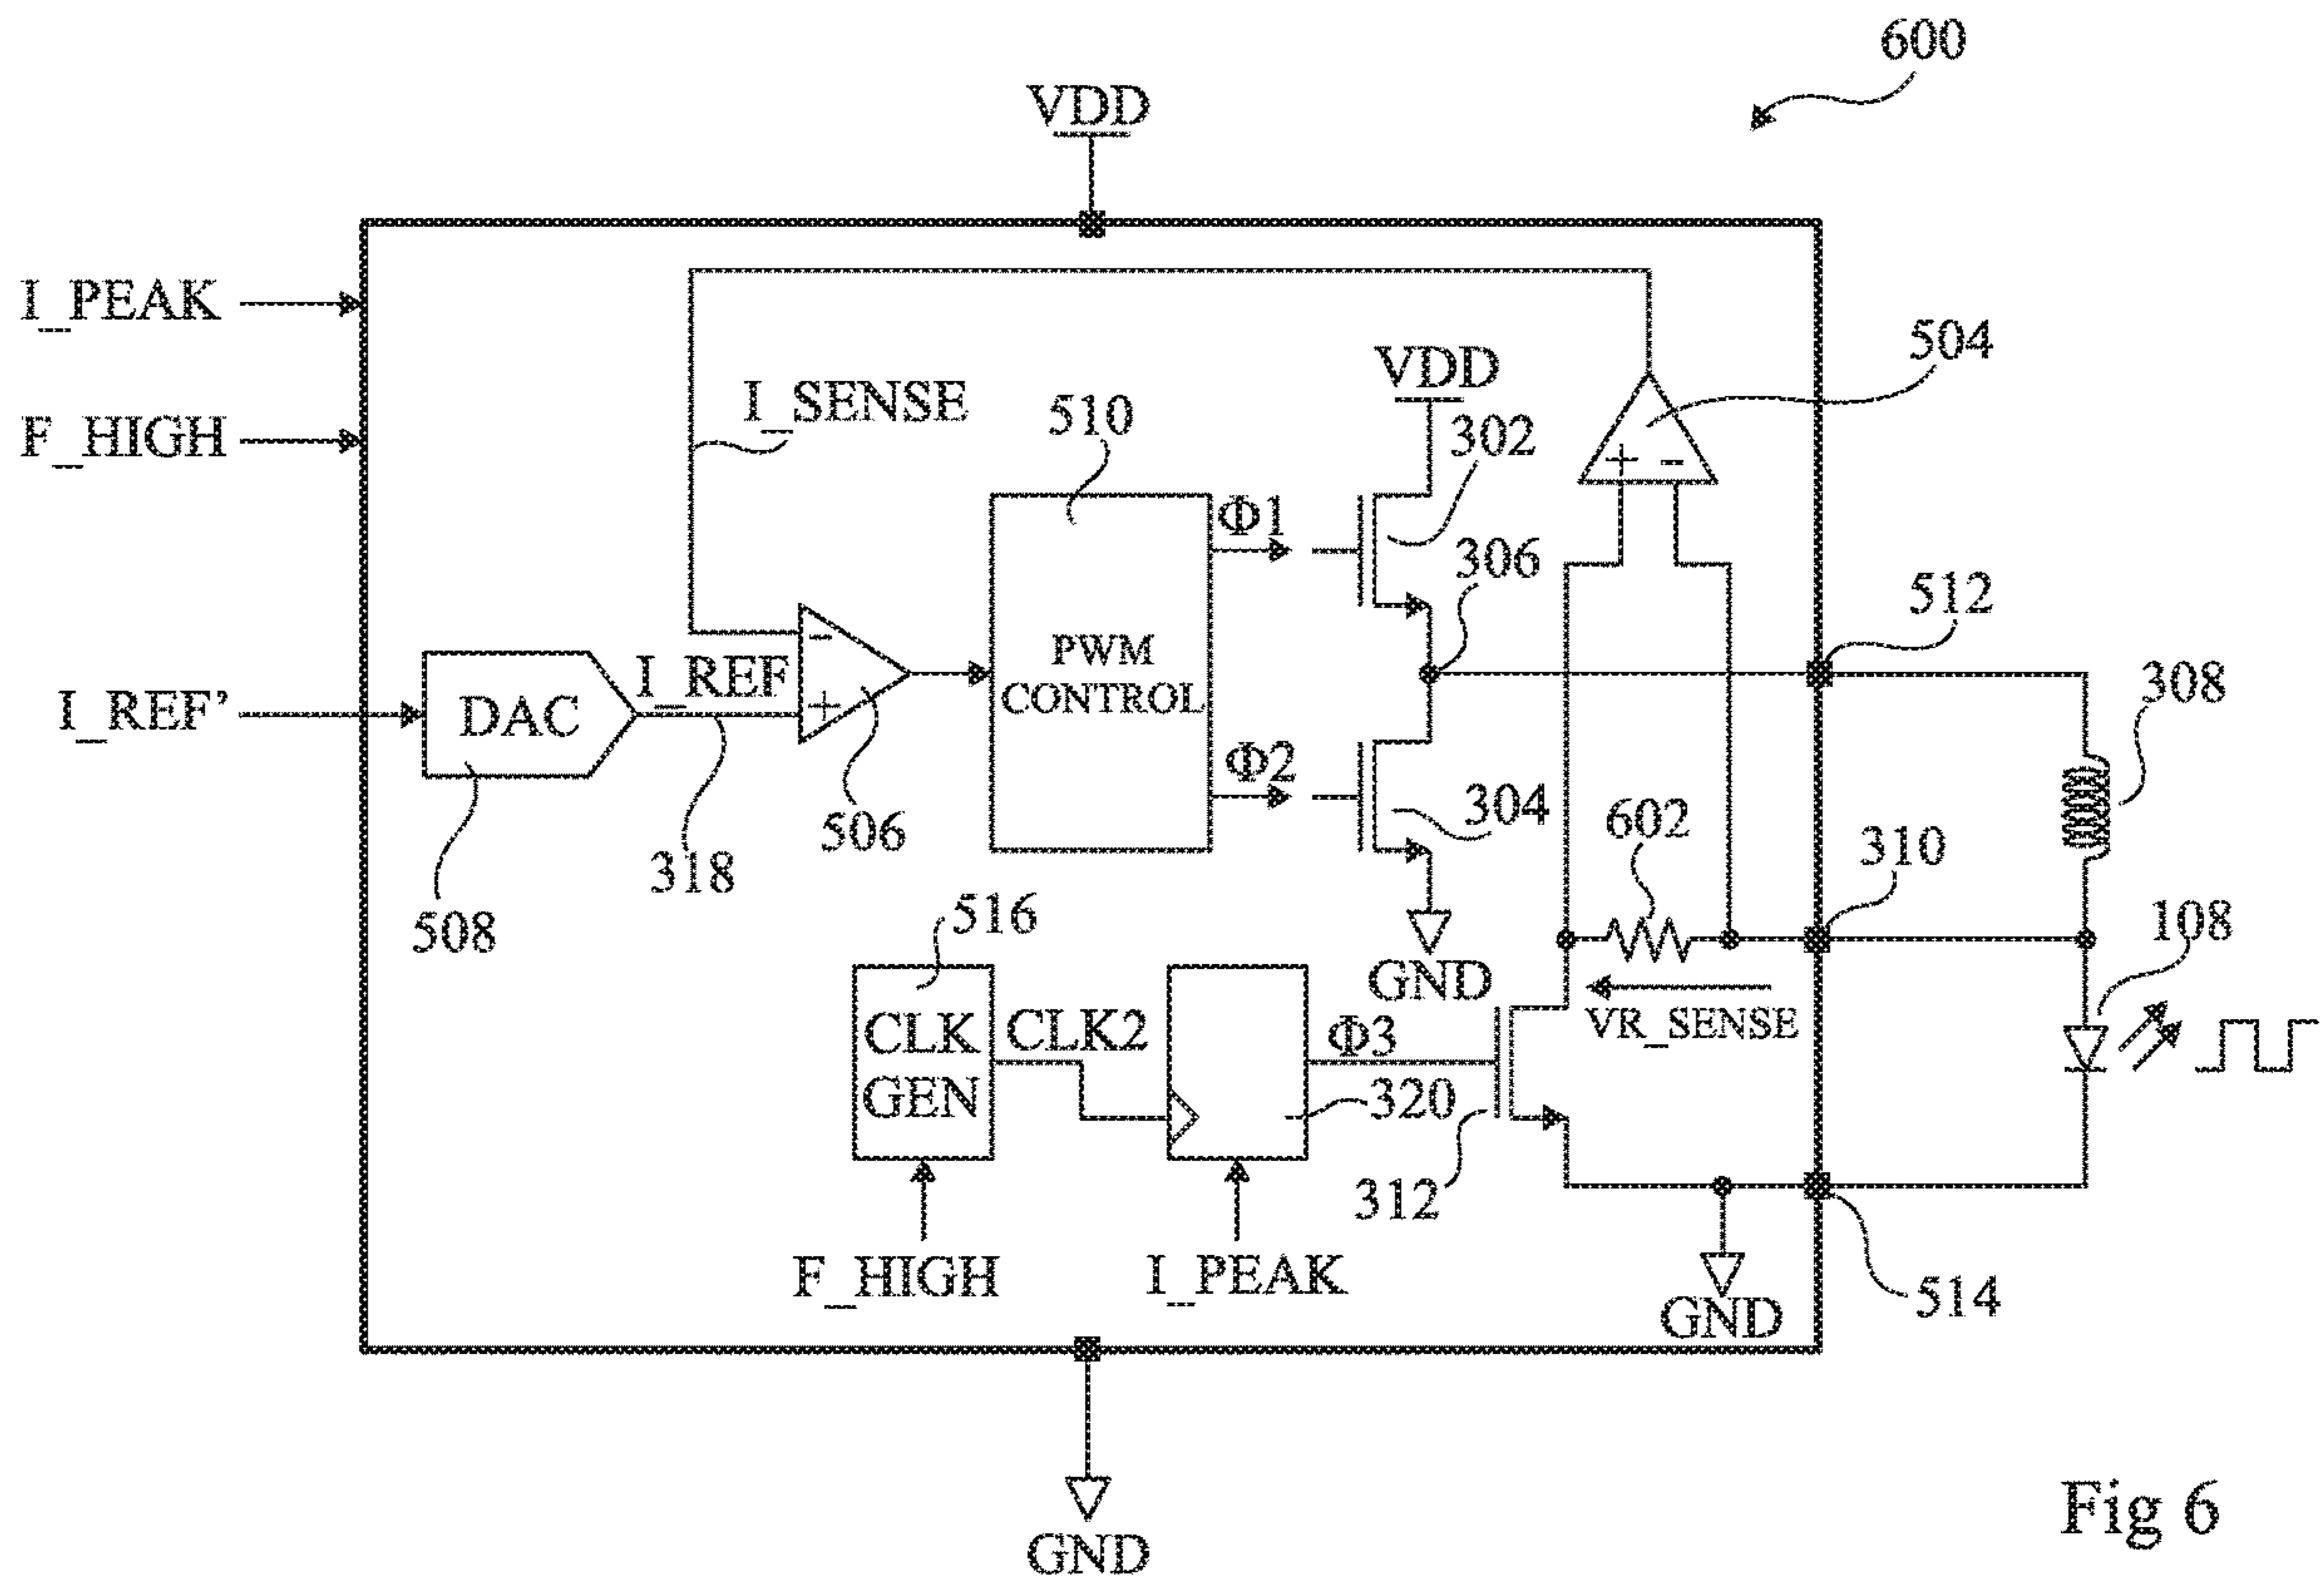 600
VDD
I_PEAK
F_HIGH
I_SENSE
510
VDD
302
504
Φ1
306
512
308
I_REF'
DAC
I_REF
-
+
+ -
PWM
CONTROL
Φ2
304
602
310
506
318
508
516
GND
108
CLK
GEN
CLK2
Φ3
320
VR_SENSE
312
F_HIGH
I_PEAK
GND
514
GND
Fig 6